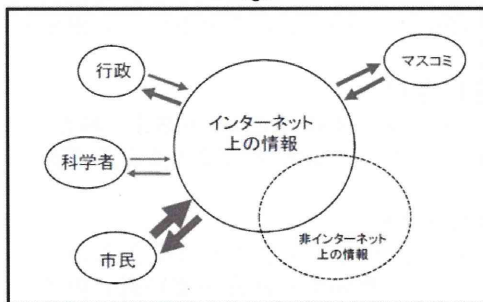 行政
マスコミ
インターネット
上の情報
科学者
非インターネット
上の情報
市民